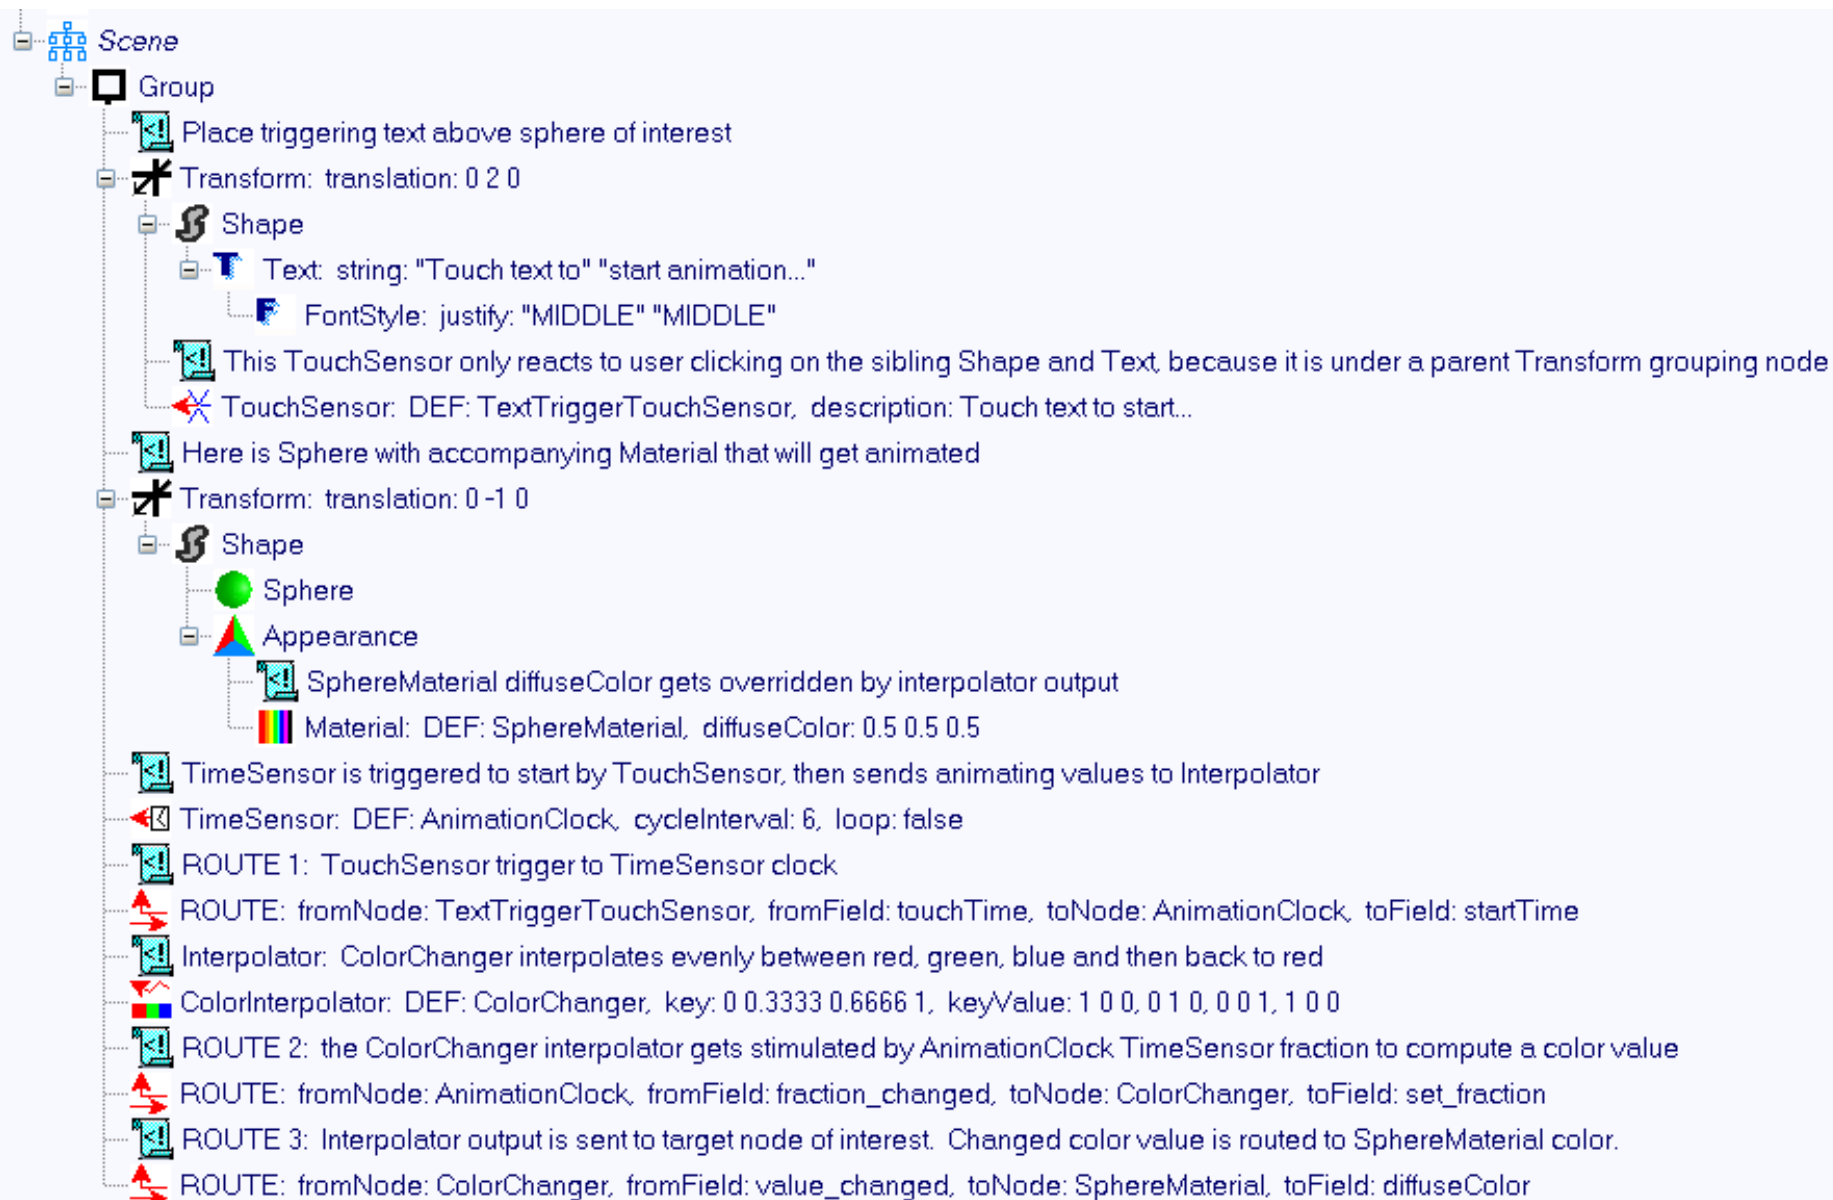 Scene
Group
Place triggering text above sphere of interest
Transform: translation: 0 2 0
Shape
Text: string: "Touch text to" "start animation..."
FontStyle: justify: "MIDDLE" "MIDDLE"
This TouchSensor only reacts to user clicking on the sibling Shape and Text, because it is under a parent Transform grouping node
TouchSensor: DEF: TextTriggerTouchSensor, description: Touch text to start...
Here is Sphere with accompanying Material that will get animated
Transform: translation: 0 -1 0
Shape
Sphere
Appearance
SphereMaterial diffuseColor gets overridden by interpolator output
Material: DEF: SphereMaterial, diffuseColor: 0.5 0.5 0.5
TimeSensor is triggered to start by TouchSensor, then sends animating values to Interpolator
TimeSensor: DEF: AnimationClock, cycleInterval: 6, loop: false
ROUTE 1: TouchSensor trigger to TimeSensor clock
ROUTE: fromNode: TextTriggerTouchSensor, fromField: touchTime, toNode: AnimationClock, toField: startTime
Interpolator: ColorChanger interpolates evenly between red, green, blue and then back to red
ColorInterpolator: DEF: ColorChanger, key: 0 0.3333 0.6666 1, keyValue: 1 0 0, 0 1 0, 0 0 1, 1 0 0
ROUTE 2: the ColorChanger interpolator gets stimulated by AnimationClock TimeSensor fraction to compute a color value
ROUTE: fromNode: AnimationClock, fromField: fraction_changed, toNode: ColorChanger, toField: set_fraction
ROUTE 3: Interpolator output is sent to target node of interest. Changed color value is routed to SphereMaterial color.
ROUTE: fromNode: ColorChanger, fromField: value_changed, toNode: SphereMaterial, toField: diffuseColor